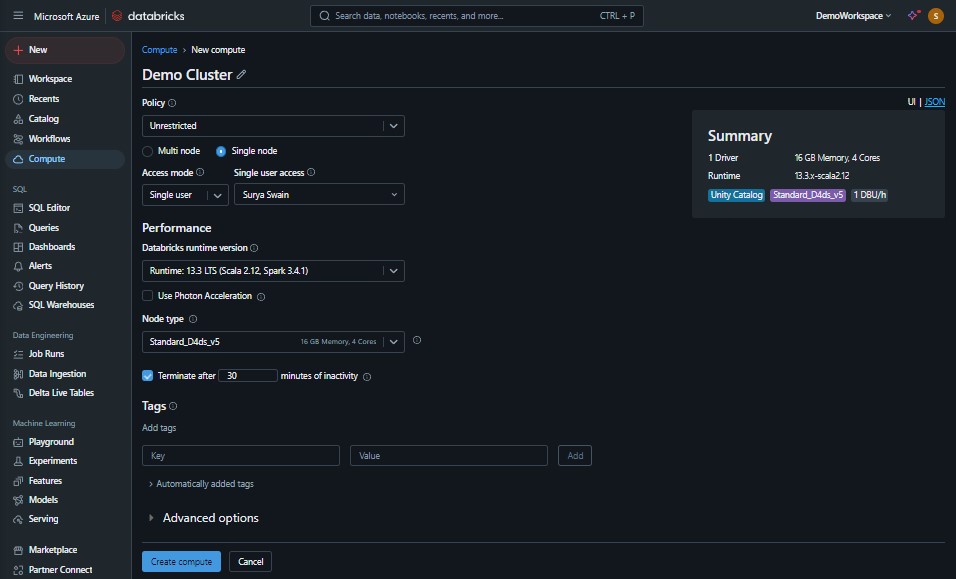 Microsoft Azure | databricks
Search data, notebooks, recents, and more... CTRL + P
DemoWorkspace
S
New
Workspace
Recents
Catalog
Workflows
Compute
SQL
SQL Editor
Queries
Dashboards
Alerts
Query History
SQL Warehouses
Data Engineering
Job Runs
Data Ingestion
Delta Live Tables
Machine Learning
Playground
Experiments
Features
Models
Serving
Marketplace
Partner Connect
Compute > New compute
Demo Cluster
UI | JSON
Policy
Unrestricted
Multi node Single node
Access mode Single user access
Single user Surya Swain
Performance
Databricks runtime version
Runtime: 13.3 LTS (Scala 2.12, Spark 3.4.1)
Use Photon Acceleration
Node type
Standard_D4ds_v5 16 GB Memory, 4 Cores
Terminate after 30 minutes of inactivity
Tags
Add tags
Key Value Add
Automatically added tags
Advanced options
Create compute Cancel
Summary
1 Driver 16 GB Memory, 4 Cores
Runtime 13.3.x-scala2.12
Unity Catalog Standard_D4ds_v5 1 DBU/h